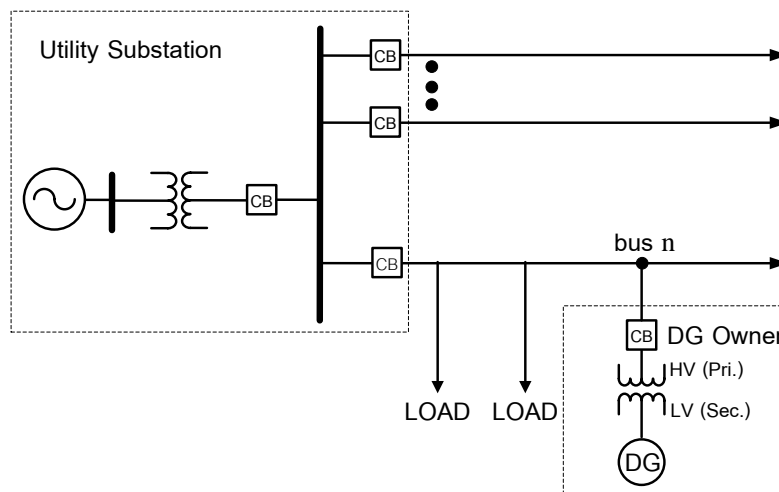 Utility Substation
CB
CB
CB
CB
bus n
CB
DG Owner
HV (Pri.)
LOAD
LOAD
LV (Sec.)
DG